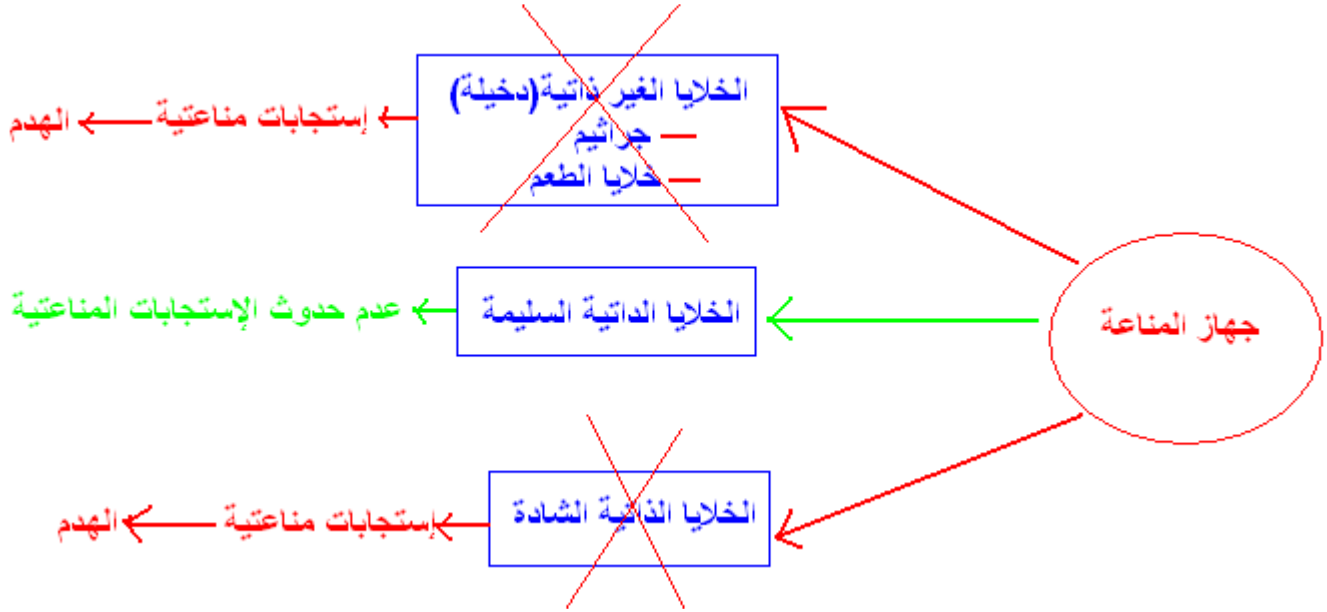 جهاز المناعة
الخلايا الغير ذاتية(دخيلة)
— جراثيم
— خلايا الطعم
إستجابات مناعتية
الهدم
الخلايا الداتية السليمة
عدم حدوث الإستجابات المناعتية
الخلايا الذاتية الشادة
إستجابات مناعتية
الهدم